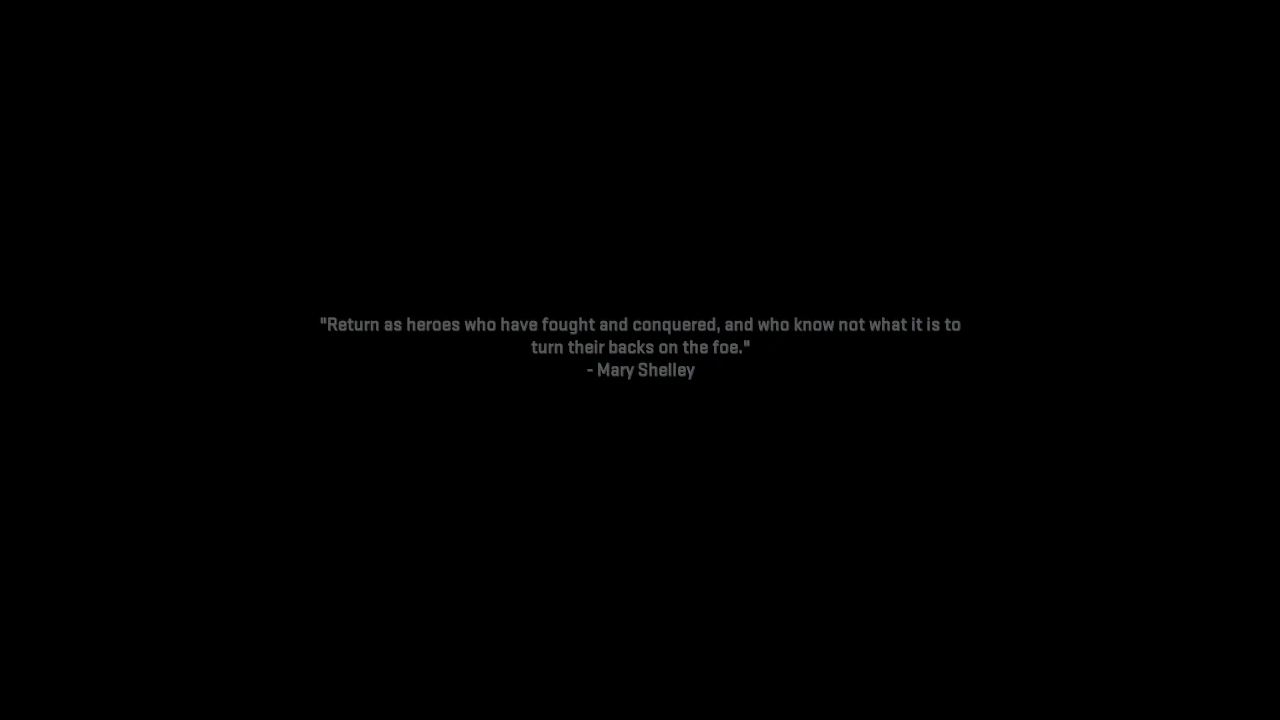 "Return as heroes who have fought and conquered, and who know not what it is to
turn their backs on the foe."
- Mary Shelley